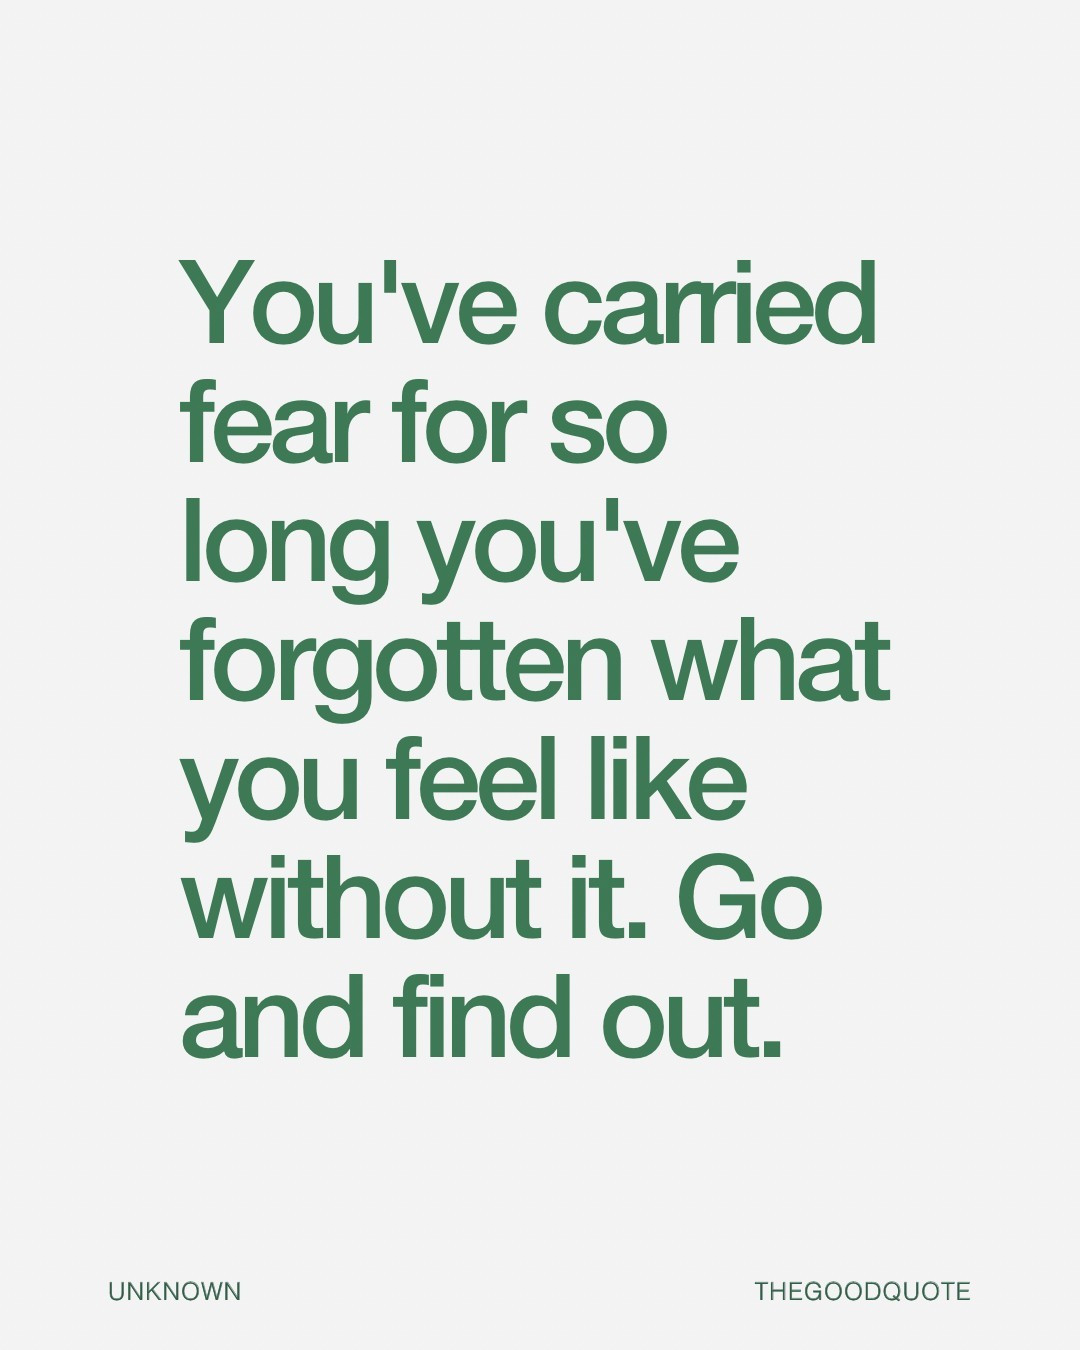 You've carried
fear for so
long you've
forgotten what
you feel like
without it. Go
and find out.
UNKNOWN
THEGOODQUOTE